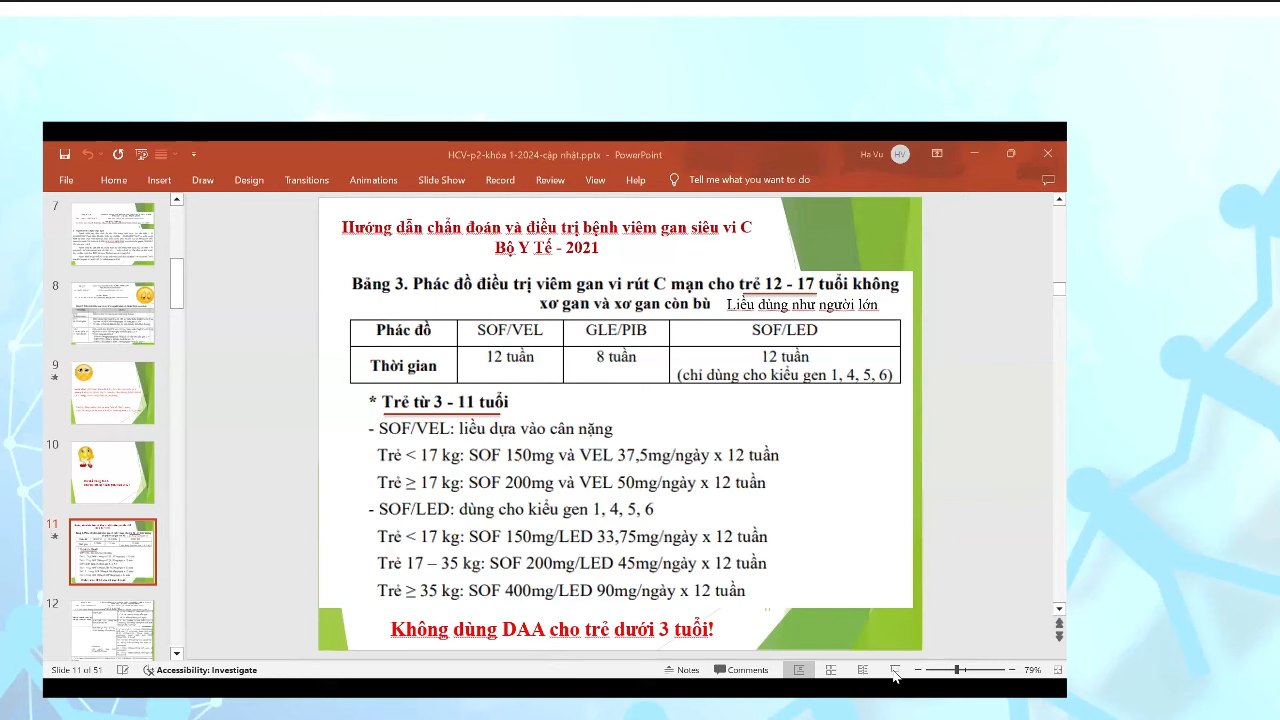 HCV-p2-khóa 1-2024-cập nhật.pptx - PowerPoint
Ha Vu HV
File Home Insert Draw Design Transitions Animations Slide Show Record Review View Help Tell me what you want to do
7
8
9
10
11
12
Hướng dẫn chẩn đoán và điều trị bệnh viêm gan siêu vi C
Bộ Y Tế - 2021
Bảng 3. Phác đồ điều trị viêm gan vi rút C mạn cho trẻ 12 - 17 tuổi không
xơ gan và xơ gan còn bù Liều dùng như người lớn
Phác đồ SOF/VEL GLE/PIB SOF/LED
Thời gian 12 tuần 8 tuần 12 tuần
(chỉ dùng cho kiểu gen 1, 4, 5, 6)
* Trẻ từ 3 - 11 tuổi
- SOF/VEL: liều dựa vào cân nặng
Trẻ < 17 kg: SOF 150mg và VEL 37,5mg/ngày x 12 tuần
Trẻ ≥ 17 kg: SOF 200mg và VEL 50mg/ngày x 12 tuần
- SOF/LED: dùng cho kiểu gen 1, 4, 5, 6
Trẻ < 17 kg: SOF 150mg/LED 33,75mg/ngày x 12 tuần
Trẻ 17 – 35 kg: SOF 200mg/LED 45mg/ngày x 12 tuần
Trẻ ≥ 35 kg: SOF 400mg/LED 90mg/ngày x 12 tuần
Không dùng DAA cho trẻ dưới 3 tuổi!
Slide 11 of 51 Accessibility: Investigate Notes Comments 79%